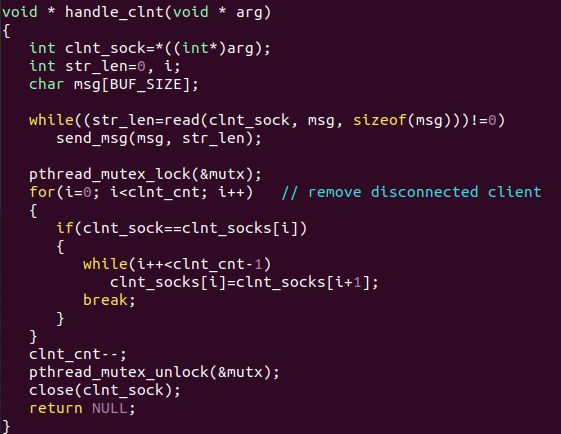 void * handle_clnt(void * arg)
{
   int clnt_sock=*((int*)arg);
   int str_len=0, i;
   char msg[BUF_SIZE];

   while((str_len=read(clnt_sock, msg, sizeof(msg)))!=0)
      send_msg(msg, str_len);

   pthread_mutex_lock(&mutx);
   for(i=0; i<clnt_cnt; i++)   // remove disconnected client
   {
      if(clnt_sock==clnt_socks[i])
      {
         while(i++<clnt_cnt-1)
            clnt_socks[i]=clnt_socks[i+1];
         break;
      }
   }
   clnt_cnt--;
   pthread_mutex_unlock(&mutx);
   close(clnt_sock);
   return NULL;
}